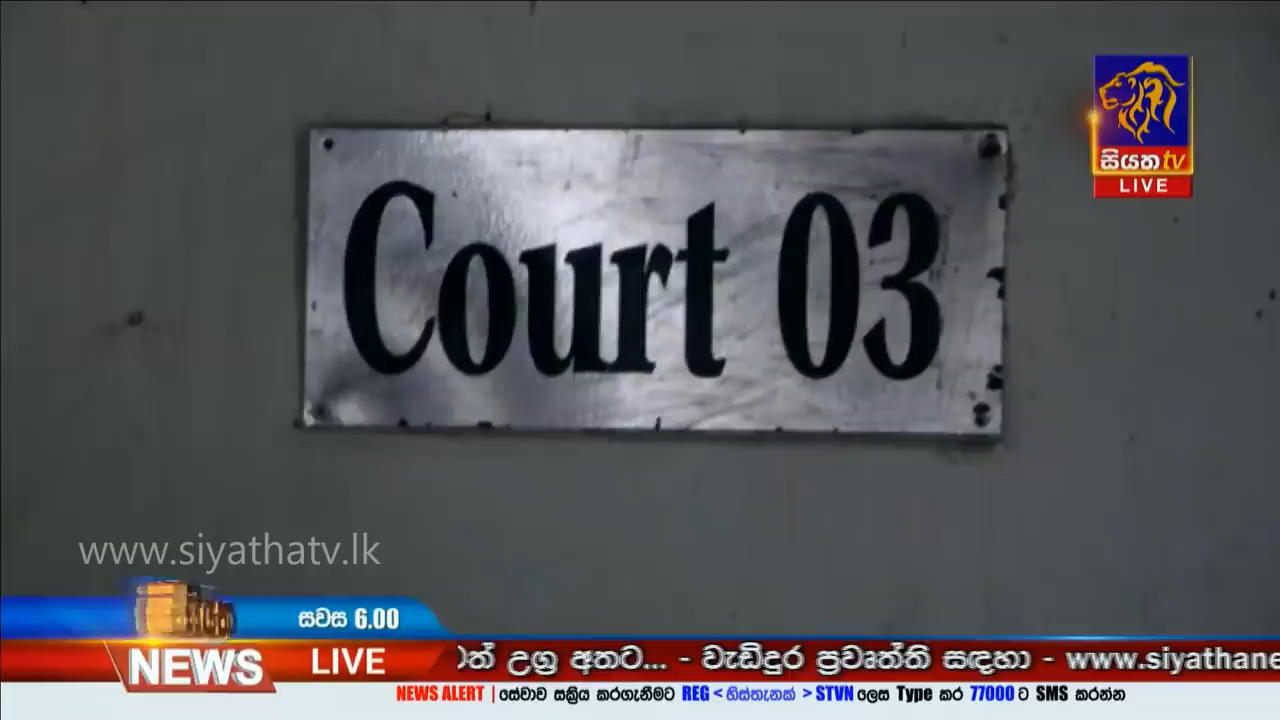 Court 03
සියත tv
LIVE
www.siyathatv.lk
සවස 6.00
NEWS LIVE
උග්‍ර අතට... - වැඩිදුර ප්‍රවෘත්ති සඳහා - www.siyathane
NEWS ALERT | සේවාව සක්‍රිය කරගැනීමට REG < හිස්තැනක් > STVN ලෙස Type කර 77000 ට SMS කරන්න